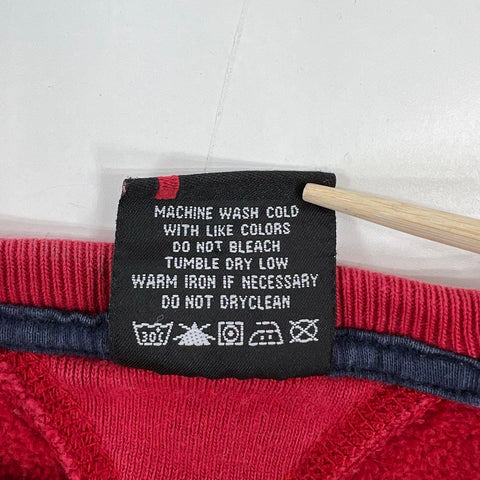 MACHINE WASH COLD
WITH LIKE COLORS
DO NOT BLEACH
TUMBLE DRY LOW
WARM IRON IF NECESSARY
DO NOT DRYCLEAN
30°